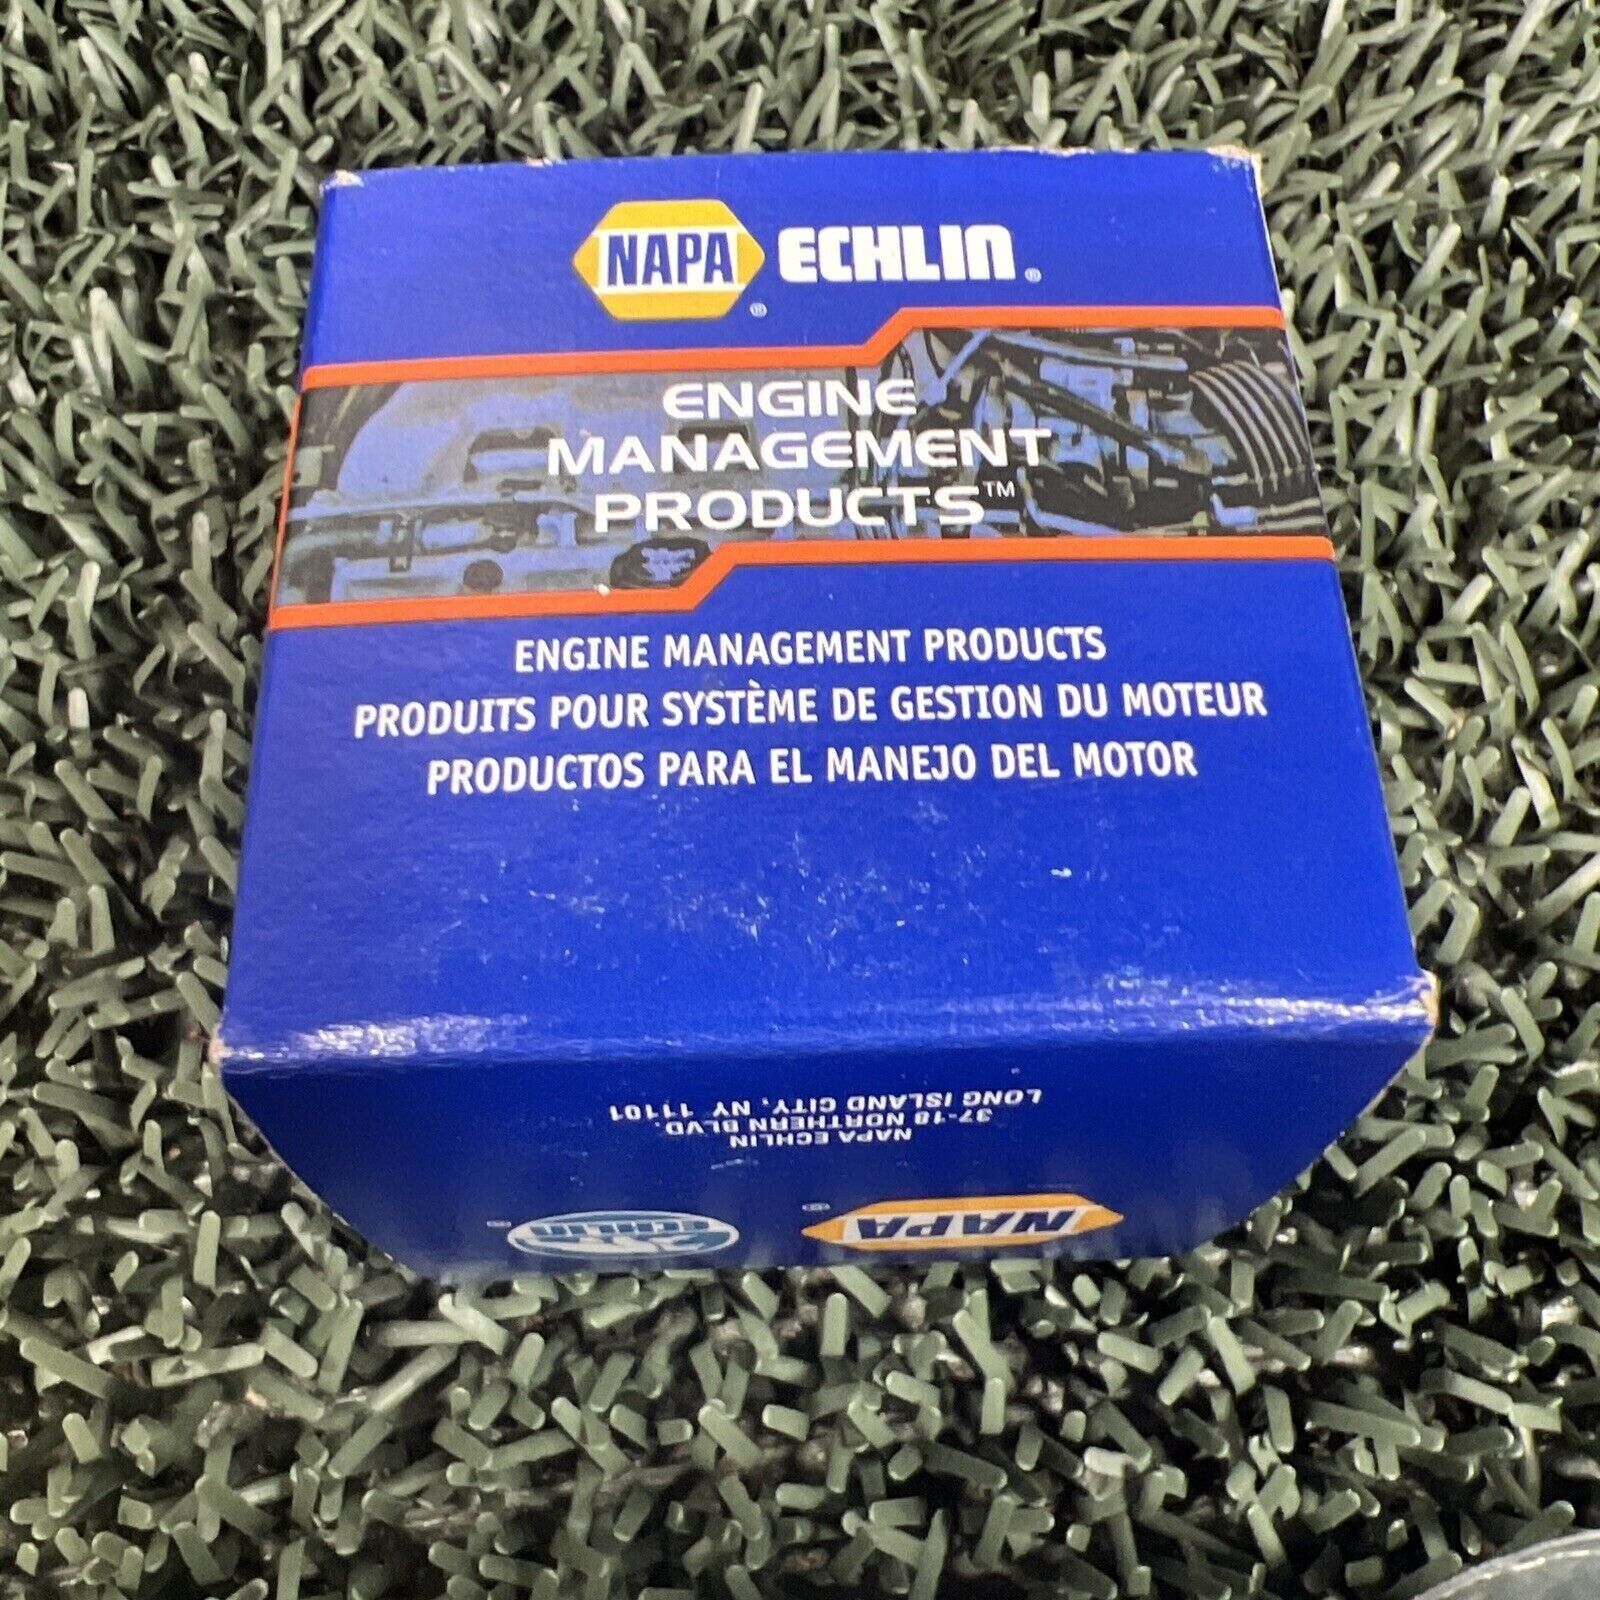 NAPA® ECHLIN®
ENGINE
MANAGEMENT
PRODUCTS™
ENGINE MANAGEMENT PRODUCTS
PRODUITS POUR SYSTÈME DE GESTION DU MOTEUR
PRODUCTOS PARA EL MANEJO DEL MOTOR
NAPA® ECHLIN®
NAPA ECHLIN
37-18 NORTHERN BLVD.
LONG ISLAND CITY, NY 11101